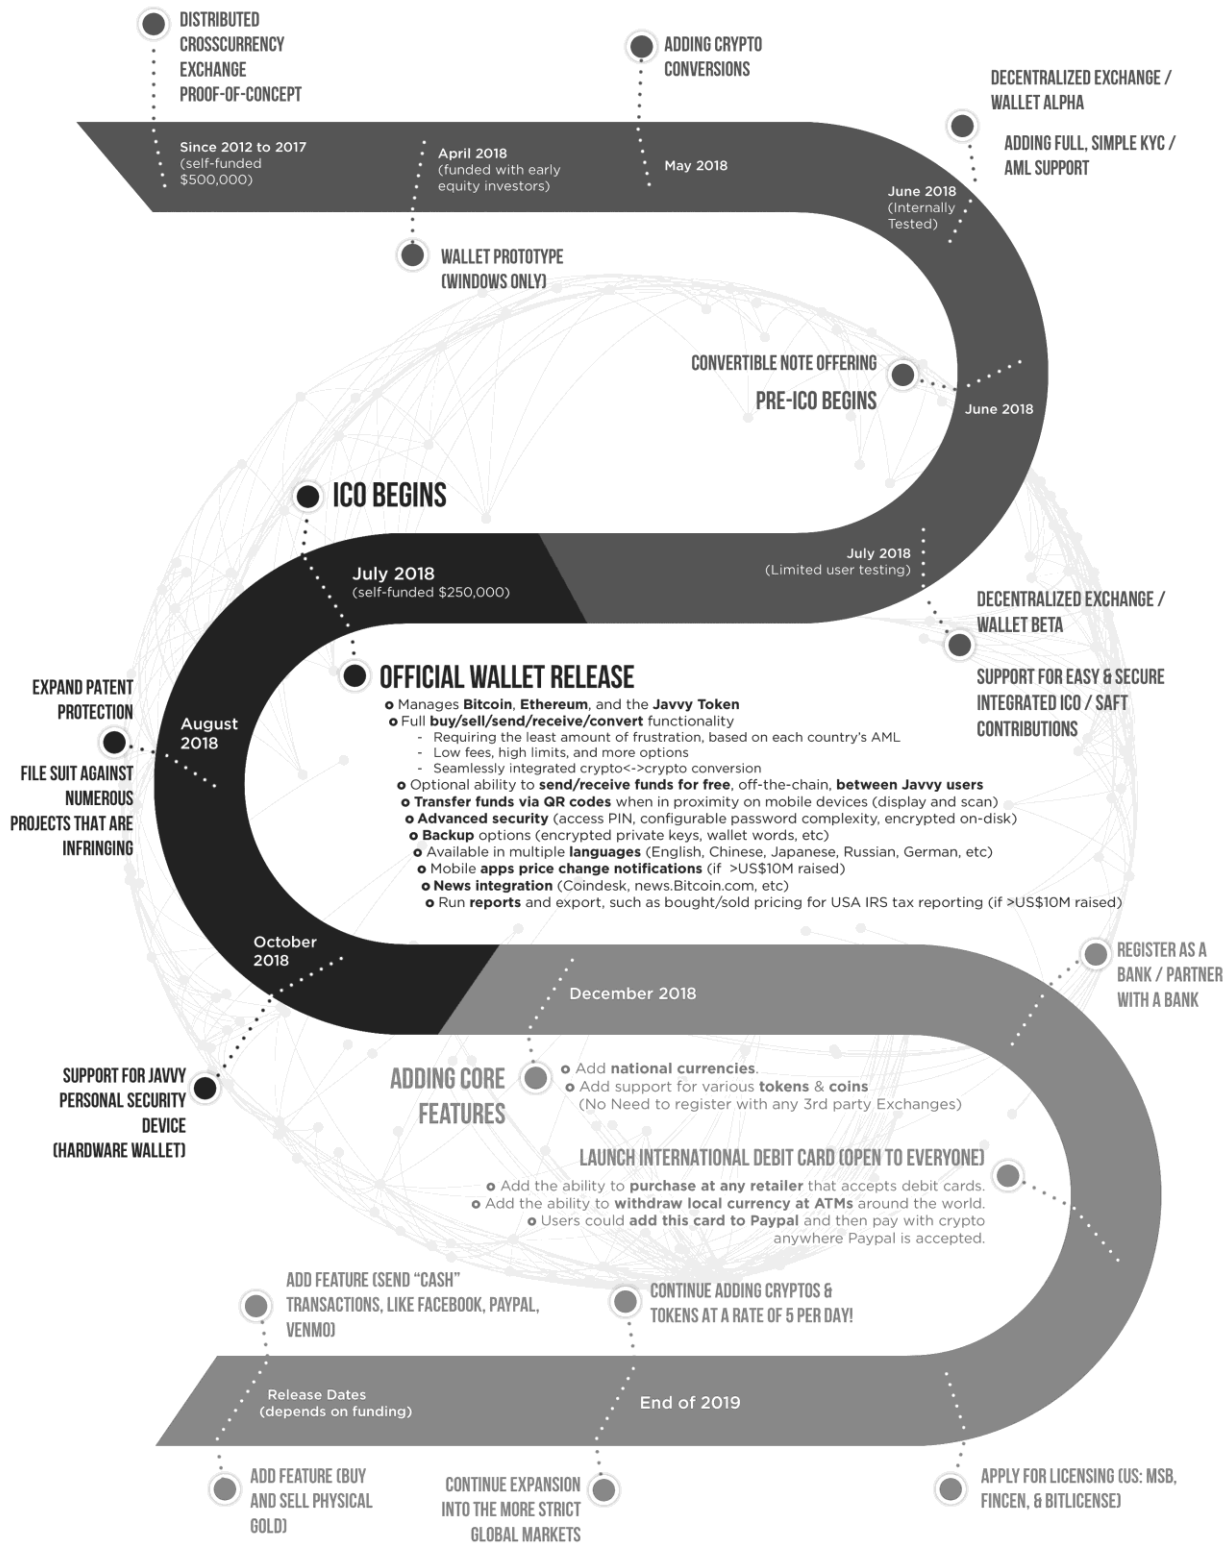 DISTRIBUTED
CROSSCURRENCY
EXCHANGE
PROOF-OF-CONCEPT
Since 2012 to 2017
(self-funded
$500,000)
April 2018
(funded with early
equity investors)
WALLET PROTOTYPE
(WINDOWS ONLY)
ADDING CRYPTO
CONVERSIONS
May 2018
DECENTRALIZED EXCHANGE /
WALLET ALPHA
ADDING FULL, SIMPLE KYC /
AML SUPPORT
June 2018
(Internally
Tested)
CONVERTIBLE NOTE OFFERING
PRE-ICO BEGINS
June 2018
July 2018
(Limited user testing)
DECENTRALIZED EXCHANGE /
WALLET BETA
SUPPORT FOR EASY & SECURE
INTEGRATED ICO / SAFT
CONTRIBUTIONS
ICO BEGINS
July 2018
(self-funded $250,000)
OFFICIAL WALLET RELEASE
Manages Bitcoin, Ethereum, and the Javvy Token
Full buy/sell/send/receive/convert functionality
- Requiring the least amount of frustration, based on each country's AML
- Low fees, high limits, and more options
- Seamlessly integrated crypto<->crypto conversion
Optional ability to send/receive funds for free, off-the-chain, between Javvy users
Transfer funds via QR codes when in proximity on mobile devices (display and scan)
Advanced security (access PIN, configurable password complexity, encrypted on-disk)
Backup options (encrypted private keys, wallet words, etc)
Available in multiple languages (English, Chinese, Japanese, Russian, German, etc)
Mobile apps price change notifications (if >US$10M raised)
News integration (Coindesk, news.Bitcoin.com, etc)
Run reports and export, such as bought/sold pricing for USA IRS tax reporting (if >US$10M raised)
EXPAND PATENT
PROTECTION
FILE SUIT AGAINST
NUMEROUS
PROJECTS THAT ARE
INFRINGING
August
2018
October
2018
SUPPORT FOR JAVVY
PERSONAL SECURITY
DEVICE
(HARDWARE WALLET)
December 2018
ADDING CORE
FEATURES
Add national currencies.
Add support for various tokens & coins
(No Need to register with any 3rd party Exchanges)
REGISTER AS A
BANK / PARTNER
WITH A BANK
LAUNCH INTERNATIONAL DEBIT CARD (OPEN TO EVERYONE)
Add the ability to purchase at any retailer that accepts debit cards.
Add the ability to withdraw local currency at ATMs around the world.
Users could add this card to Paypal and then pay with crypto
anywhere Paypal is accepted.
APPLY FOR LICENSING (US: MSB,
FINCEN, & BITLICENSE)
CONTINUE ADDING CRYPTOS &
TOKENS AT A RATE OF 5 PER DAY!
End of 2019
CONTINUE EXPANSION
INTO THE MORE STRICT
GLOBAL MARKETS
ADD FEATURE (SEND "CASH"
TRANSACTIONS, LIKE FACEBOOK, PAYPAL,
VENMO)
Release Dates
(depends on funding)
ADD FEATURE (BUY
AND SELL PHYSICAL
GOLD)